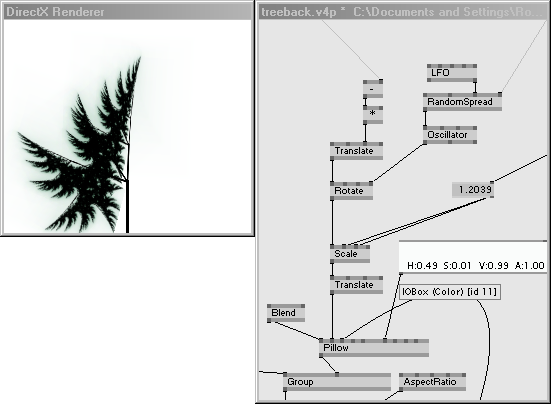 DirectX Renderer
treeback.v4p * C:\Documents and Settings\Ro...
LFO
-
RandomSpread
*
Oscillator
Translate
Rotate
1.2039
Scale
H:0.49 S:0.01 V:0.99 A:1.00
Translate
IOBox (Color) [id 11]
Blend
Pillow
Group
AspectRatio